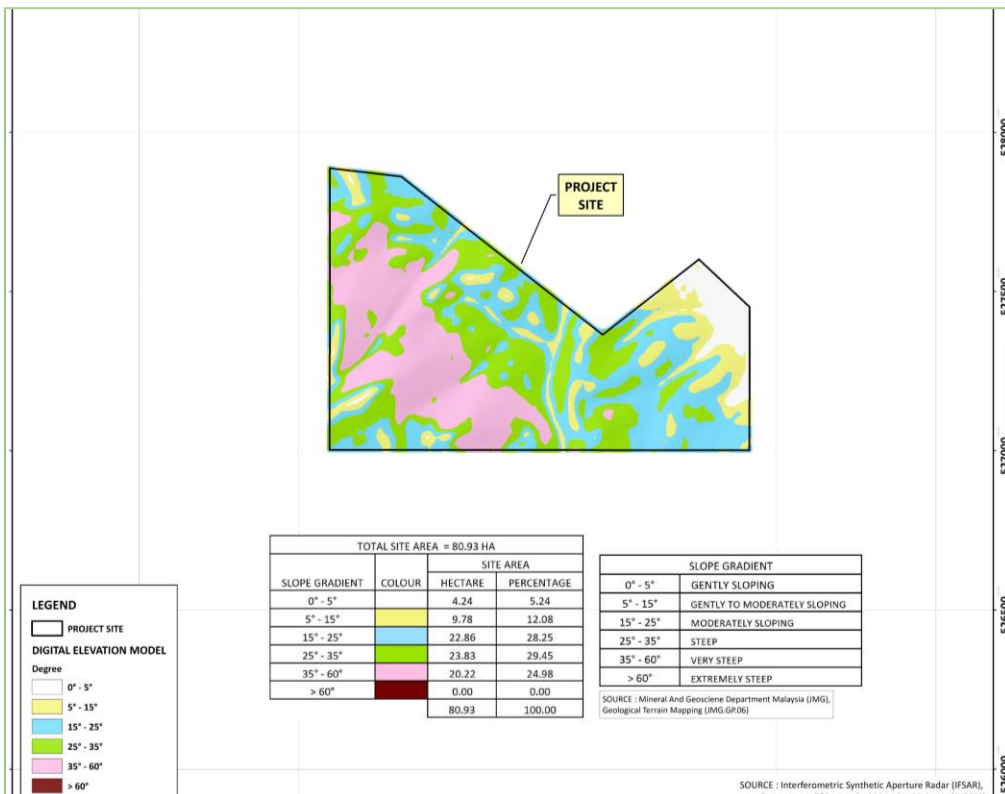 PROJECT
SITE
528000
527500
527000
526500
526000
TOTAL SITE AREA = 80.93 HA
SITE AREA
SLOPE GRADIENT COLOUR HECTARE PERCENTAGE
0° - 5° 4.24 5.24
5° - 15° 9.78 12.08
15° - 25° 22.86 28.25
25° - 35° 23.83 29.45
35° - 60° 20.22 24.98
> 60° 0.00 0.00
80.93 100.00
SLOPE GRADIENT
0° - 5° GENTLY SLOPING
5° - 15° GENTLY TO MODERATELY SLOPING
15° - 25° MODERATELY SLOPING
25° - 35° STEEP
35° - 60° VERY STEEP
> 60° EXTREMELY STEEP
SOURCE : Mineral And Geosciene Department Malaysia (JMG),
Geological Terrain Mapping (JMG.GP.06)
LEGEND
PROJECT SITE
DIGITAL ELEVATION MODEL
Degree
0° - 5°
5° - 15°
15° - 25°
25° - 35°
35° - 60°
> 60°
SOURCE : Interferometric Synthetic Aperture Radar (IFSAR),